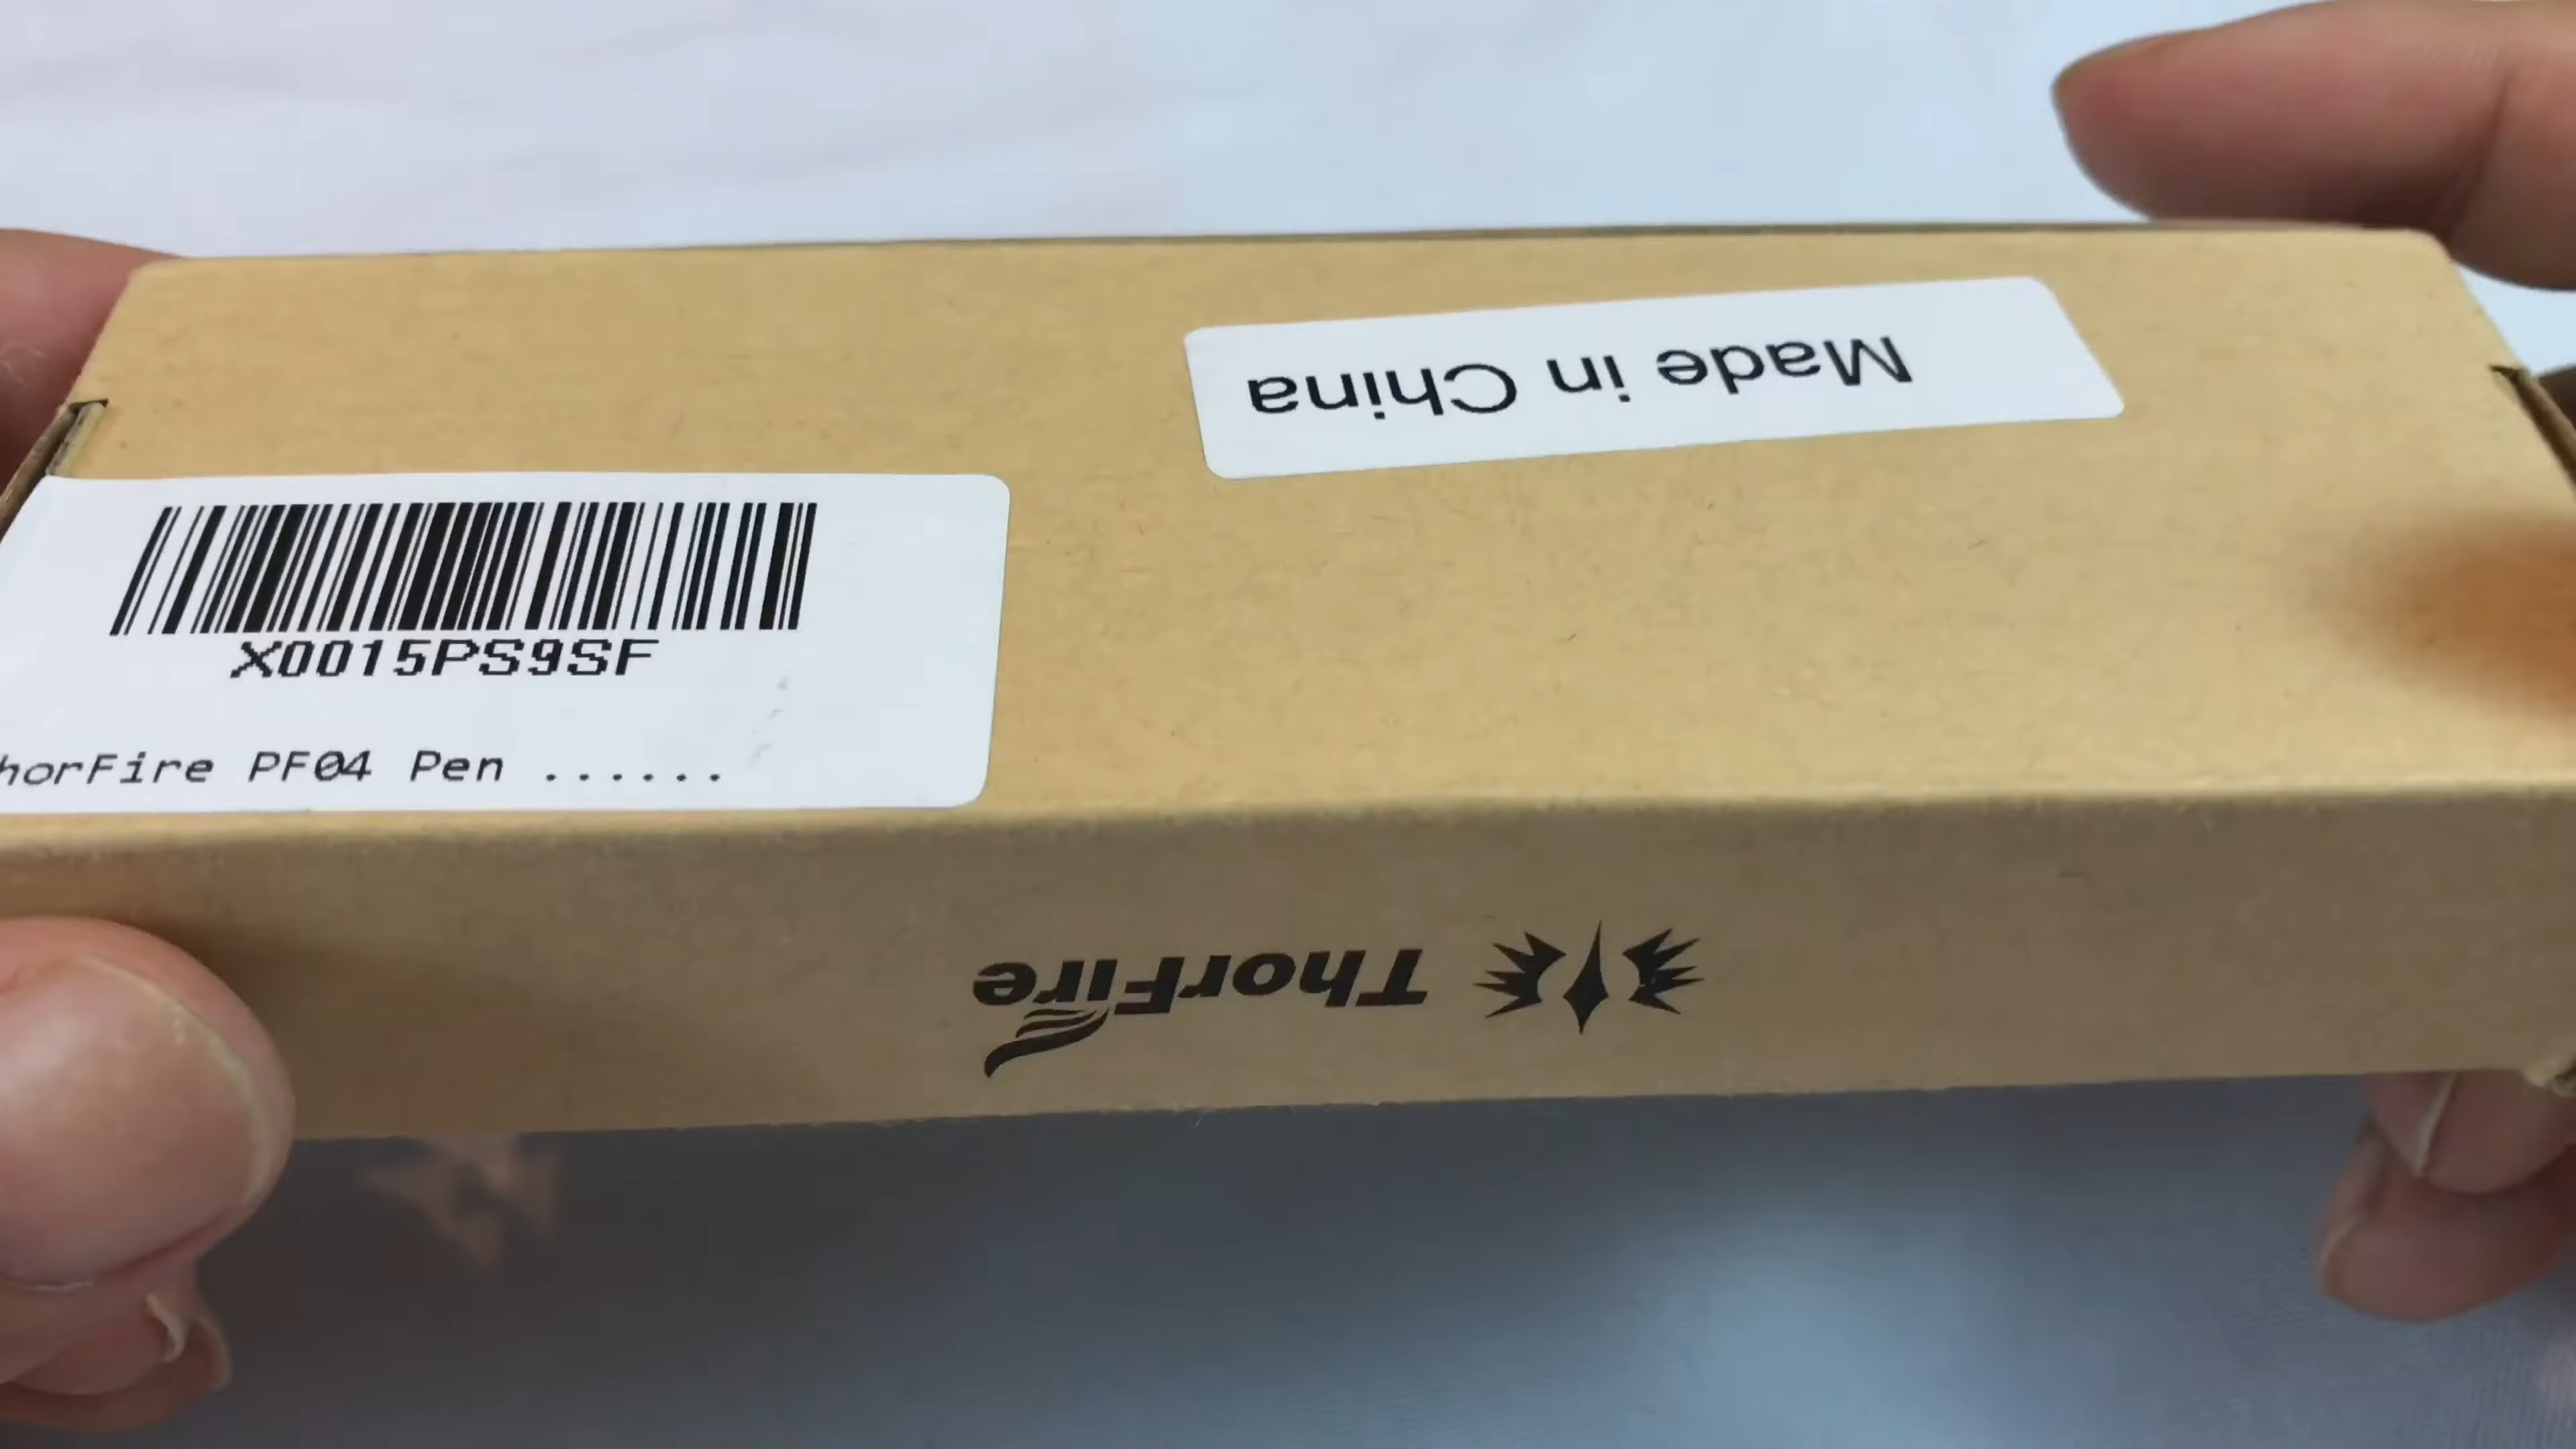 Made in China
X0015PS9SF
horFire PF04 Pen ......
ThorFire